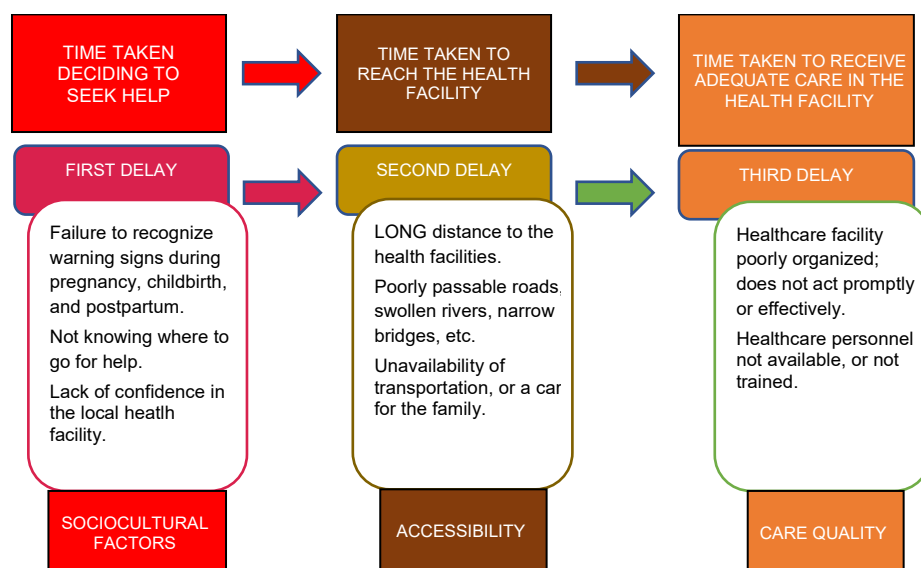 TIME TAKEN
DECIDING TO
SEEK HELP
TIME TAKEN TO
REACH THE HEALTH
FACILITY
TIME TAKEN TO RECEIVE
ADEQUATE CARE IN THE
HEALTH FACILITY
FIRST DELAY
SECOND DELAY
THIRD DELAY
Failure to recognize
warning signs during
pregnancy, childbirth,
and postpartum.
Not knowing where to
go for help.
Lack of confidence in
the local heatlh
facility.
LONG distance to the
health facilities.
Poorly passable roads,
swollen rivers, narrow
bridges, etc.
Unavailability of
transportation, or a car
for the family.
Healthcare facility
poorly organized;
does not act promptly
or effectively.
Healthcare personnel
not available, or not
trained.
SOCIOCULTURAL
FACTORS
ACCESSIBILITY
CARE QUALITY